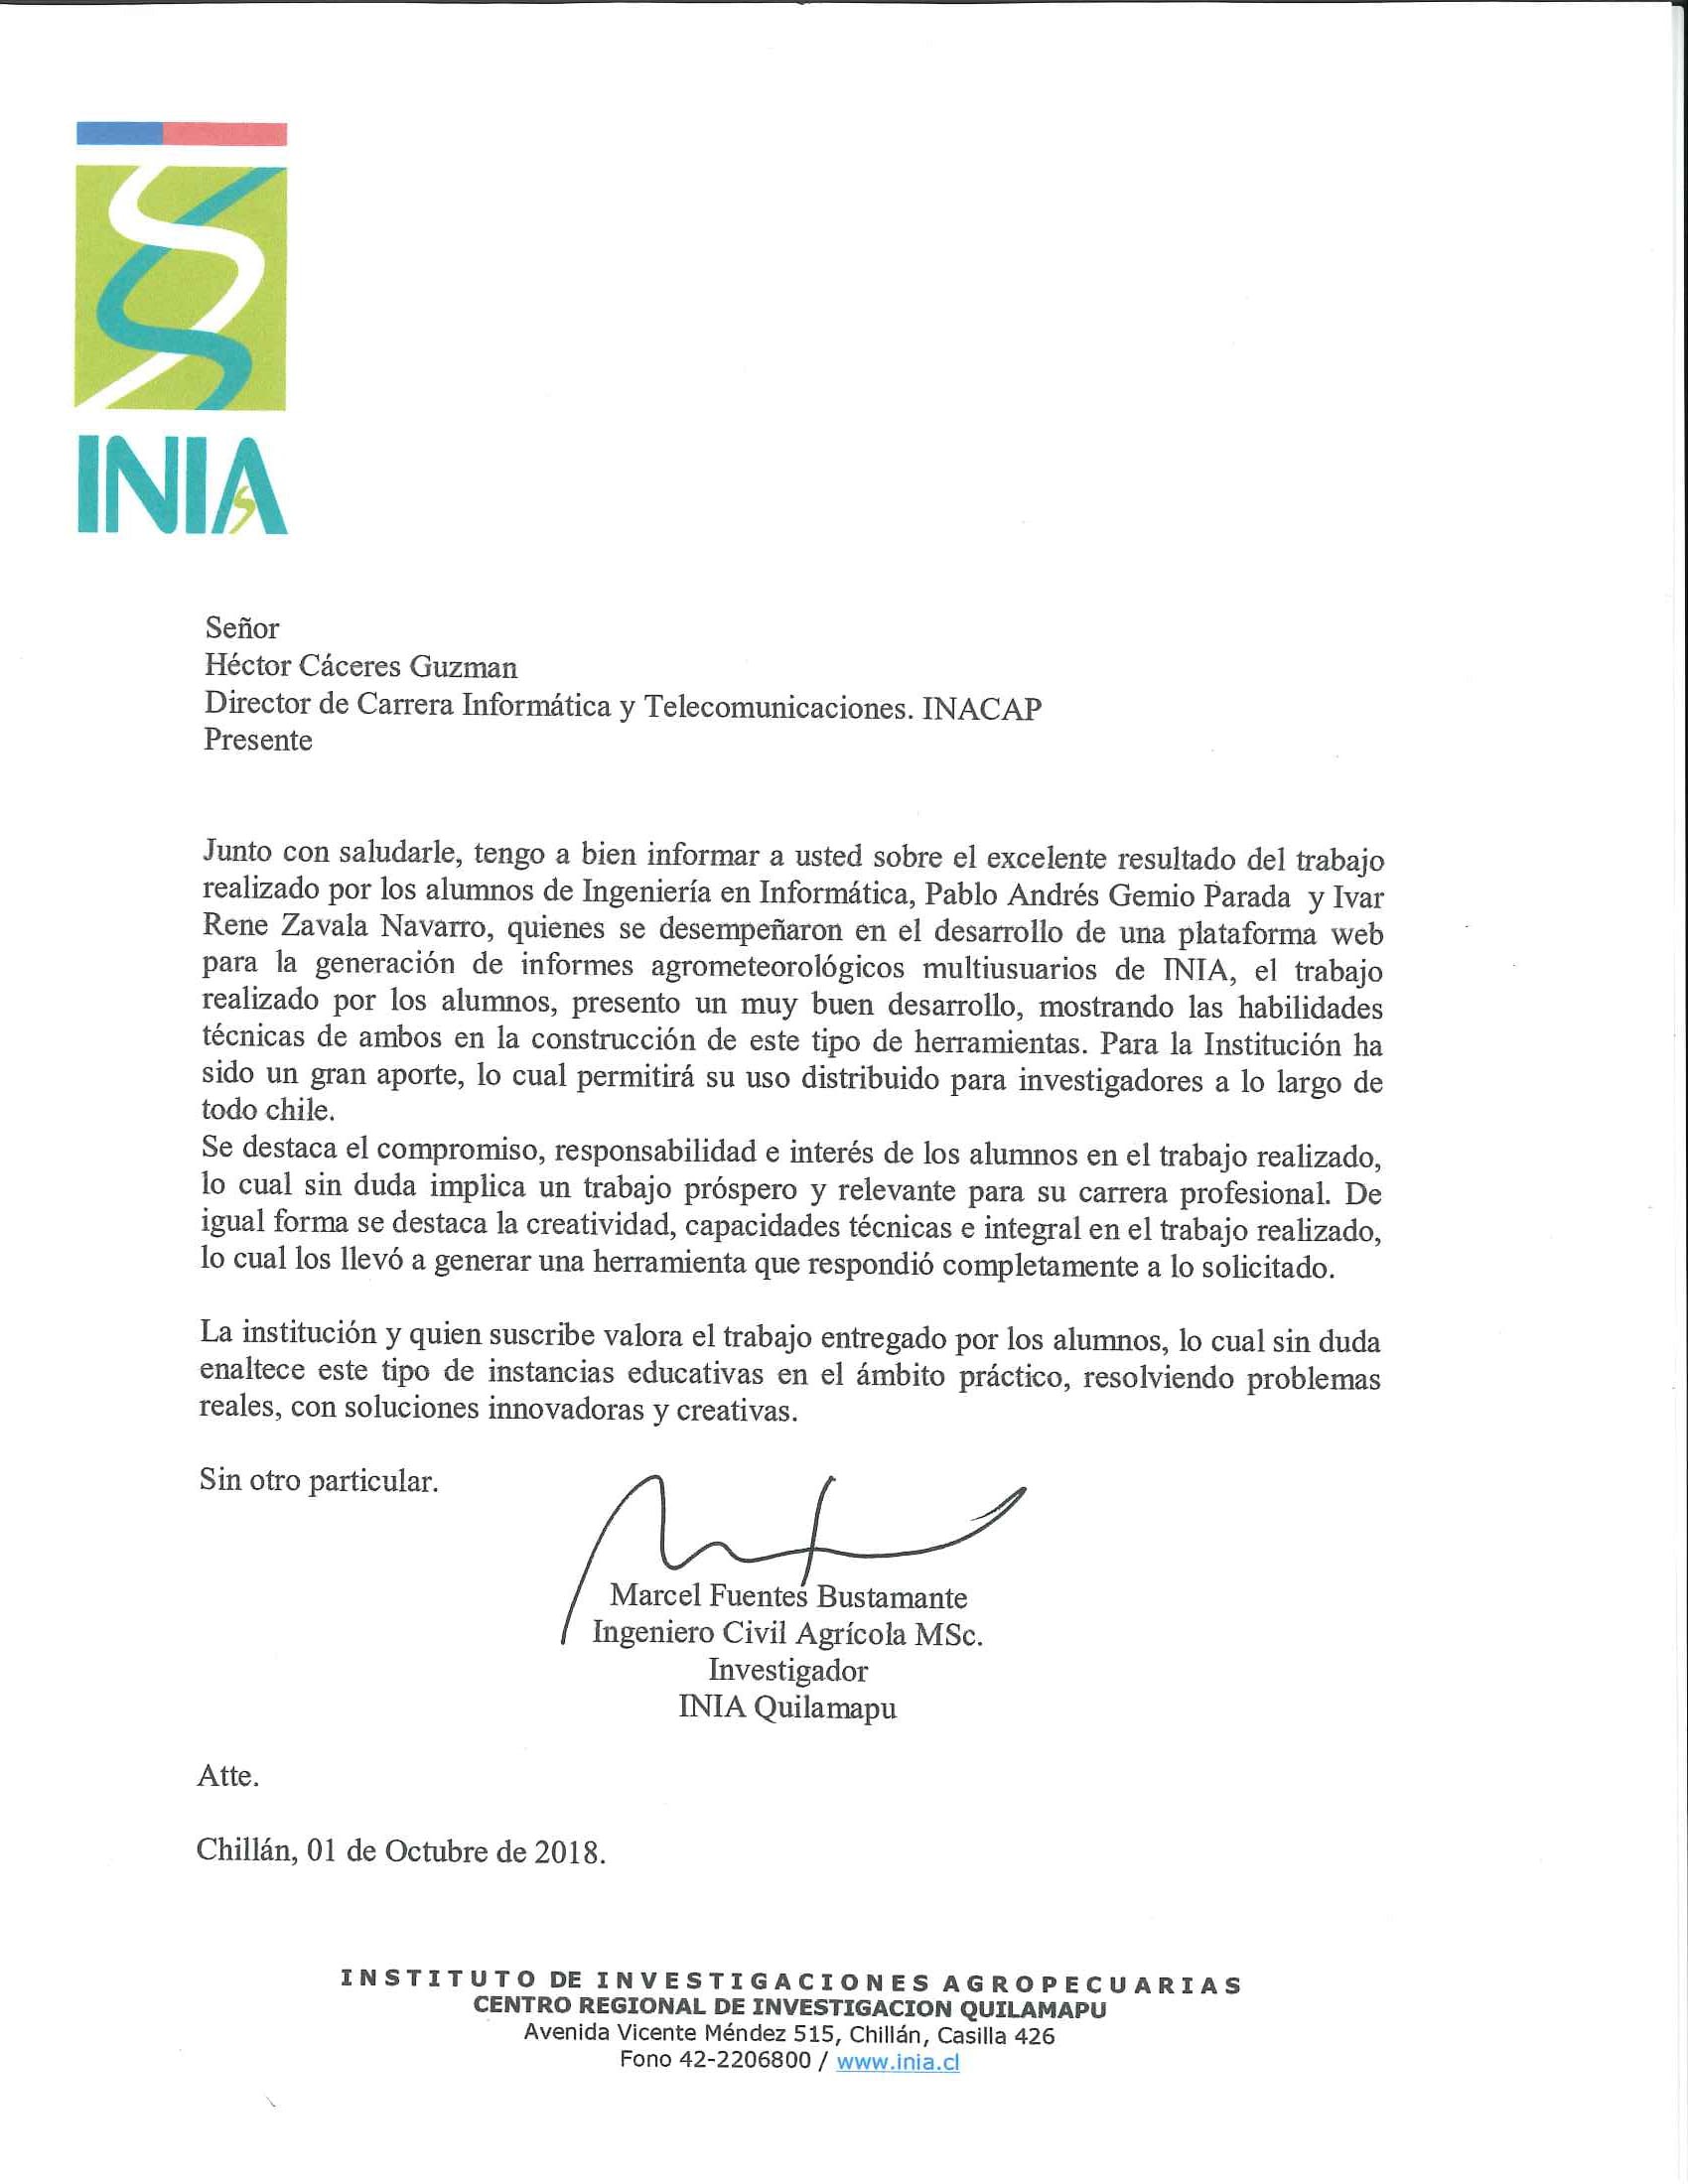 INIA
Señor
Héctor Cáceres Guzman
Director de Carrera Informática y Telecomunicaciones. INACAP
Presente
Junto con saludarle, tengo a bien informar a usted sobre el excelente resultado del trabajo
realizado por los alumnos de Ingeniería en Informática, Pablo Andrés Gemio Parada y Ivar
Rene Zavala Navarro, quienes se desempeñaron en el desarrollo de una plataforma web
para la generación de informes agrometeorológicos multiusuarios de INIA, el trabajo
realizado por los alumnos, presento un muy buen desarrollo, mostrando las habilidades
técnicas de ambos en la construcción de este tipo de herramientas. Para la Institución ha
sido un gran aporte, lo cual permitirá su uso distribuido para investigadores a lo largo de
todo chile.
Se destaca el compromiso, responsabilidad e interés de los alumnos en el trabajo realizado,
lo cual sin duda implica un trabajo próspero y relevante para su carrera profesional. De
igual forma se destaca la creatividad, capacidades técnicas e integral en el trabajo realizado,
lo cual los llevó a generar una herramienta que respondió completamente a lo solicitado.
La institución y quien suscribe valora el trabajo entregado por los alumnos, lo cual sin duda
enaltece este tipo de instancias educativas en el ámbito práctico, resolviendo problemas
reales, con soluciones innovadoras y creativas.
Sin otro particular.
Marcel Fuentes Bustamante
Ingeniero Civil Agrícola MSc.
Investigador
INIA Quilamapu
Atte.
Chillán, 01 de Octubre de 2018.
INSTITUTO DE INVESTIGACIONES AGROPECUARIAS
CENTRO REGIONAL DE INVESTIGACION QUILAMAPU
Avenida Vicente Méndez 515, Chillán, Casilla 426
Fono 42-2206800 / www.inia.cl